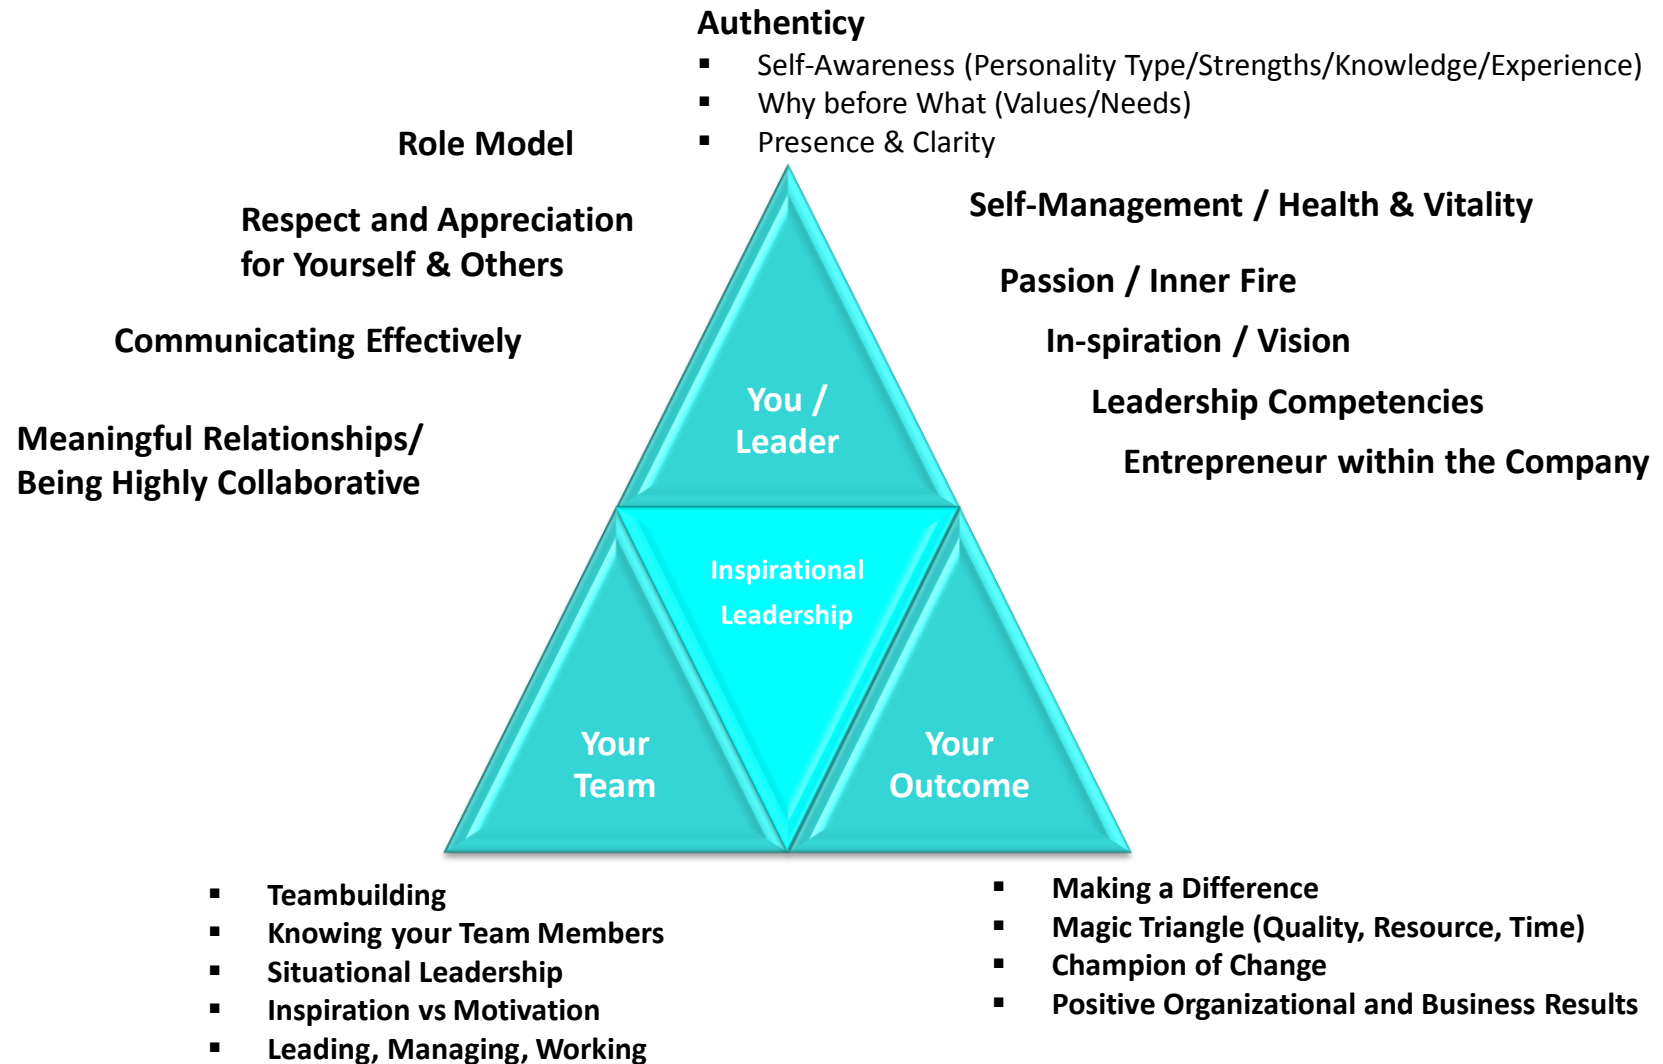 Authenticy
▪ Self-Awareness (Personality Type/Strengths/Knowledge/Experience)
▪ Why before What (Values/Needs)
▪ Presence & Clarity
Role Model
Respect and Appreciation
for Yourself & Others
Communicating Effectively
Meaningful Relationships/
Being Highly Collaborative
Self-Management / Health & Vitality
Passion / Inner Fire
In-spiration / Vision
Leadership Competencies
Entrepreneur within the Company
You /
Leader
Inspirational
Leadership
Your
Team
Your
Outcome
▪ Teambuilding
▪ Knowing your Team Members
▪ Situational Leadership
▪ Inspiration vs Motivation
▪ Leading, Managing, Working
▪ Making a Difference
▪ Magic Triangle (Quality, Resource, Time)
▪ Champion of Change
▪ Positive Organizational and Business Results